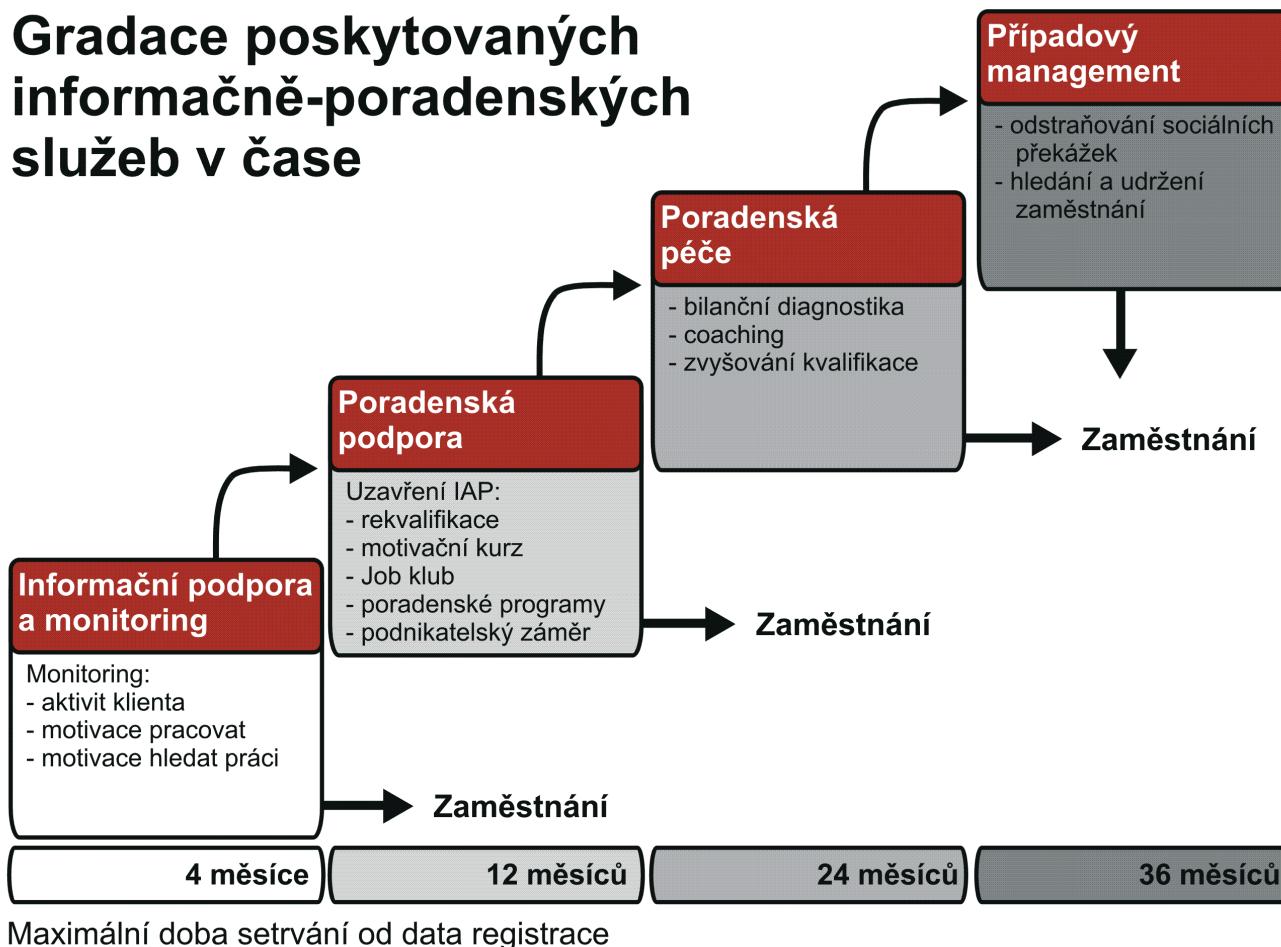 Gradace poskytovaných
informačně-poradenských
služeb v čase
Případový
management
- odstraňování sociálních
překážek
- hledání a udržení
zaměstnání
Poradenská
péče
- bilanční diagnostika
- coaching
- zvyšování kvalifikace
Zaměstnání
Poradenská
podpora
Uzavření IAP:
- rekvalifikace
- motivační kurz
- Job klub
- poradenské programy
- podnikatelský záměr
Zaměstnání
Informační podpora
a monitoring
Monitoring:
- aktivit klienta
- motivace pracovat
- motivace hledat práci
Zaměstnání
4 měsíce
12 měsíců
24 měsíců
36 měsíců
Maximální doba setrvání od data registrace